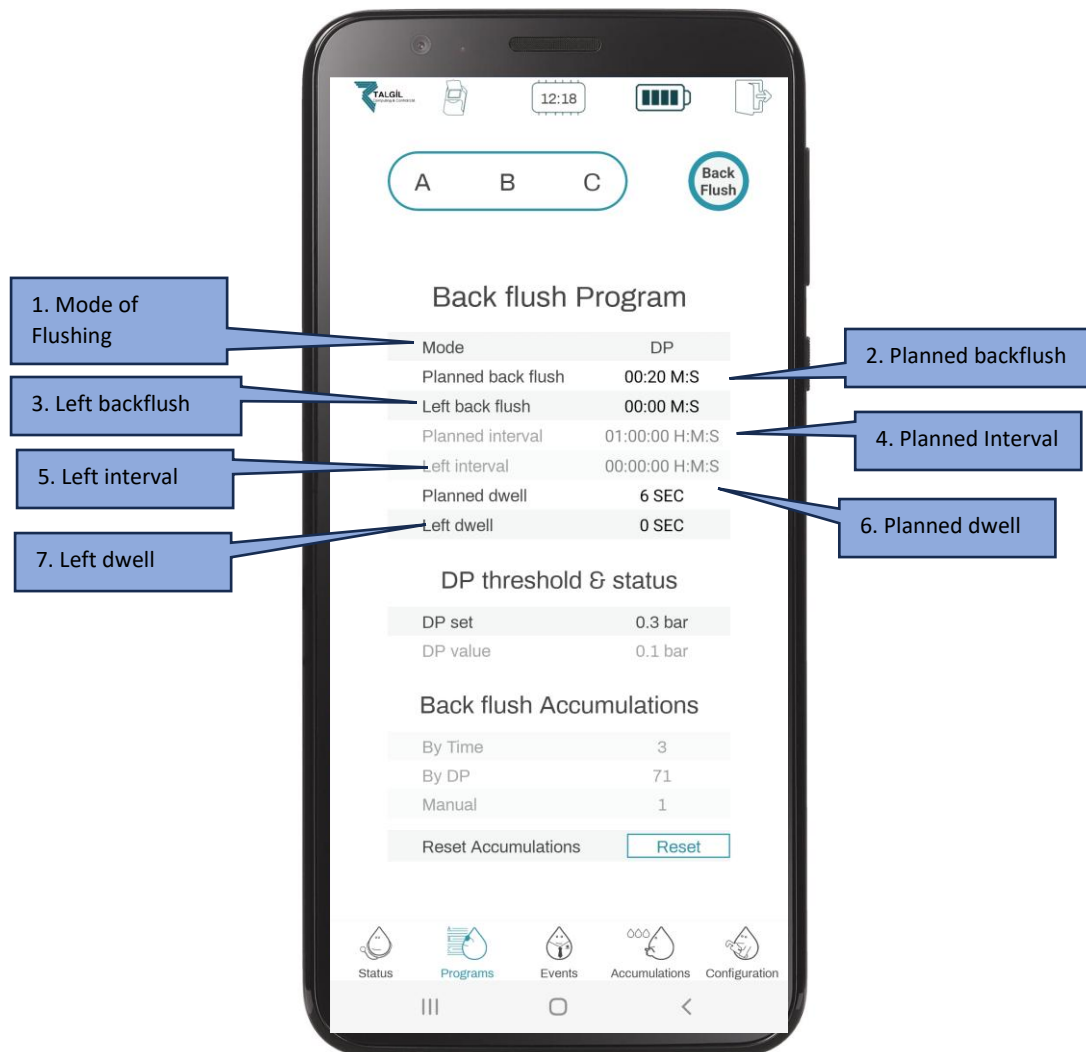 TALGİL
12:18
A B C
Back
Flush
Back flush Program
1. Mode of
Flushing
Mode DP
2. Planned backflush
Planned back flush 00:20 M:S
3. Left backflush
Left back flush 00:00 M:S
Planned interval 01:00:00 H:M:S
4. Planned Interval
5. Left interval
Left interval 00:00:00 H:M:S
Planned dwell 6 SEC
6. Planned dwell
Left dwell 0 SEC
7. Left dwell
DP threshold & status
DP set 0.3 bar
DP value 0.1 bar
Back flush Accumulations
By Time 3
By DP 71
Manual 1
Reset Accumulations Reset
Status Programs Events Accumulations Configuration